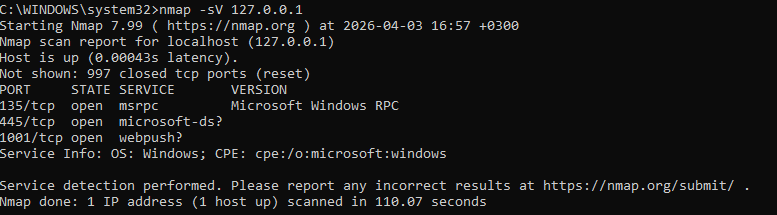 C:\WINDOWS\system32>nmap -sV 127.0.0.1
Starting Nmap 7.99 ( https://nmap.org ) at 2026-04-03 16:57 +0300
Nmap scan report for localhost (127.0.0.1)
Host is up (0.00043s latency).
Not shown: 997 closed tcp ports (reset)
PORT     STATE SERVICE       VERSION
135/tcp  open  msrpc         Microsoft Windows RPC
445/tcp  open  microsoft-ds?
1001/tcp open  webpush?
Service Info: OS: Windows; CPE: cpe:/o:microsoft:windows

Service detection performed. Please report any incorrect results at https://nmap.org/submit/ .
Nmap done: 1 IP address (1 host up) scanned in 110.07 seconds